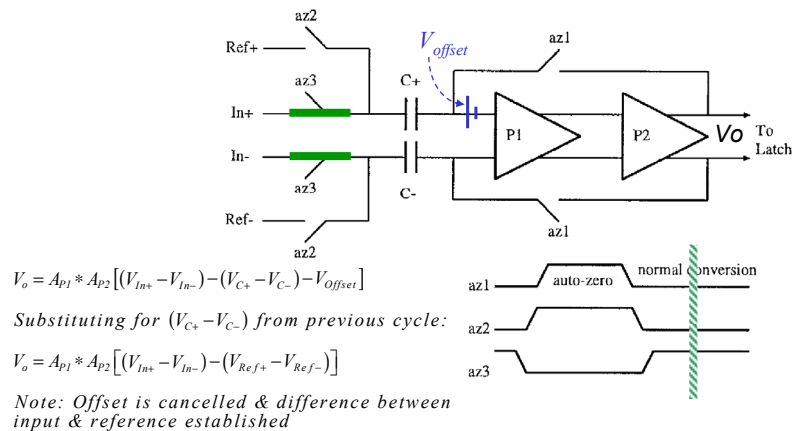 az2
Ref+
V_offset
az1
az3
C+
In+
P1
P2
Vo
To
Latch
In-
az3
C-
Ref-
az2
az1
V_o = A_P1 * A_P2 [(V_In+ − V_In−) − (V_C+ − V_C−) − V_Offset]
Substituting for (V_C+ − V_C−) from previous cycle:
V_o = A_P1 * A_P2 [(V_In+ − V_In−) − (V_Ref+ − V_Ref−)]
Note: Offset is cancelled & difference between
input & reference established
az1
auto-zero
normal conversion
az2
az3